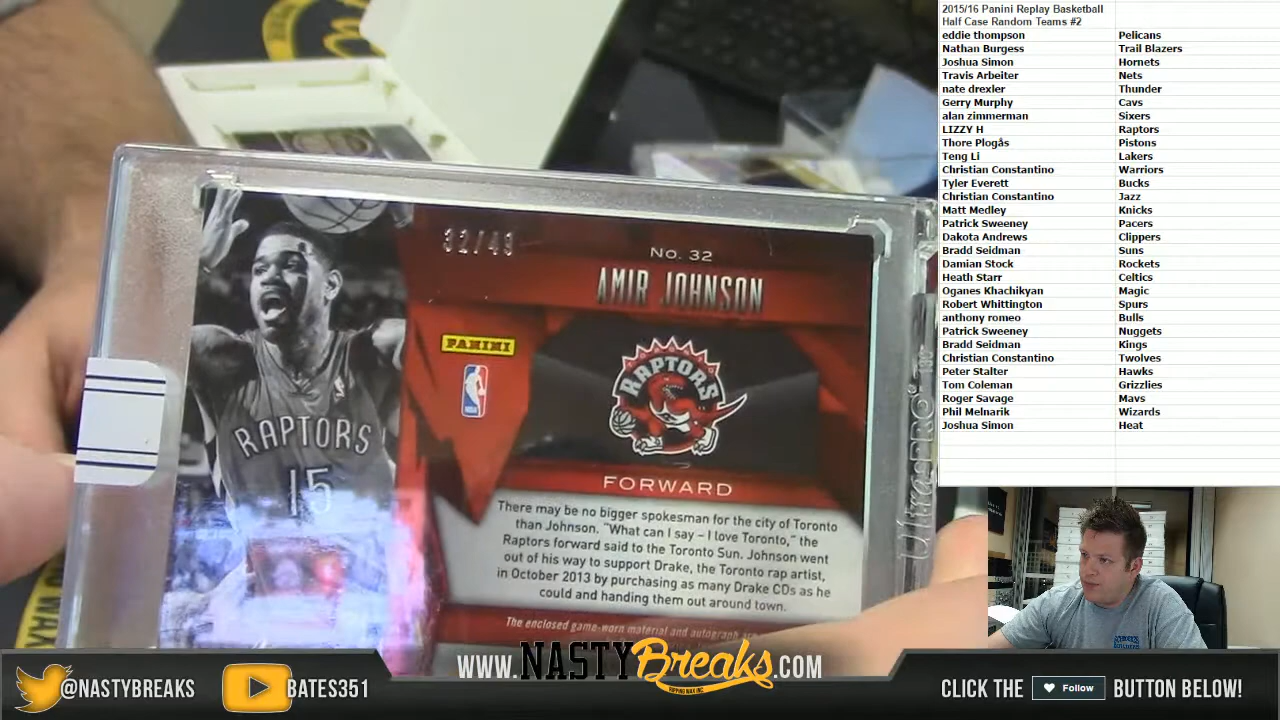 2015/16 Panini Replay Basketball
Half Case Random Teams #2
eddie thompson Pelicans
Nathan Burgess Trail Blazers
Joshua Simon Hornets
Travis Arbeiter Nets
nate drexler Thunder
Gerry Murphy Cavs
alan zimmerman Sixers
LIZZY H Raptors
Thore Plogås Pistons
Teng Li Lakers
Christian Constantino Warriors
Tyler Everett Bucks
Christian Constantino Jazz
Matt Medley Knicks
Patrick Sweeney Pacers
Dakota Andrews Clippers
Bradd Seidman Suns
Damian Stock Rockets
Heath Starr Celtics
Oganes Khachikyan Magic
Robert Whittington Spurs
anthony romeo Bulls
Patrick Sweeney Nuggets
Bradd Seidman Kings
Christian Constantino Twolves
Peter Stalter Hawks
Tom Coleman Grizzlies
Roger Savage Mavs
Phil Melnarik Wizards
Joshua Simon Heat
32/49
No. 32
AMIR JOHNSON
PANINI
NBA
RAPTORS
RAPTORS
15
FORWARD
There may be no bigger spokesman for the city of Toronto
than Johnson. "What can I say – I love Toronto," the
Raptors forward said to the Toronto Sun. Johnson went
out of his way to support Drake, the Toronto rap artist,
in October 2013 by purchasing as many Drake CDs as he
could and handing them out around town.
The enclosed game-worn material and autograph are
UltraPRO
WWW.NASTYBreaks.COM
@NASTYBREAKS
BATES351
CLICK THE Follow BUTTON BELOW!